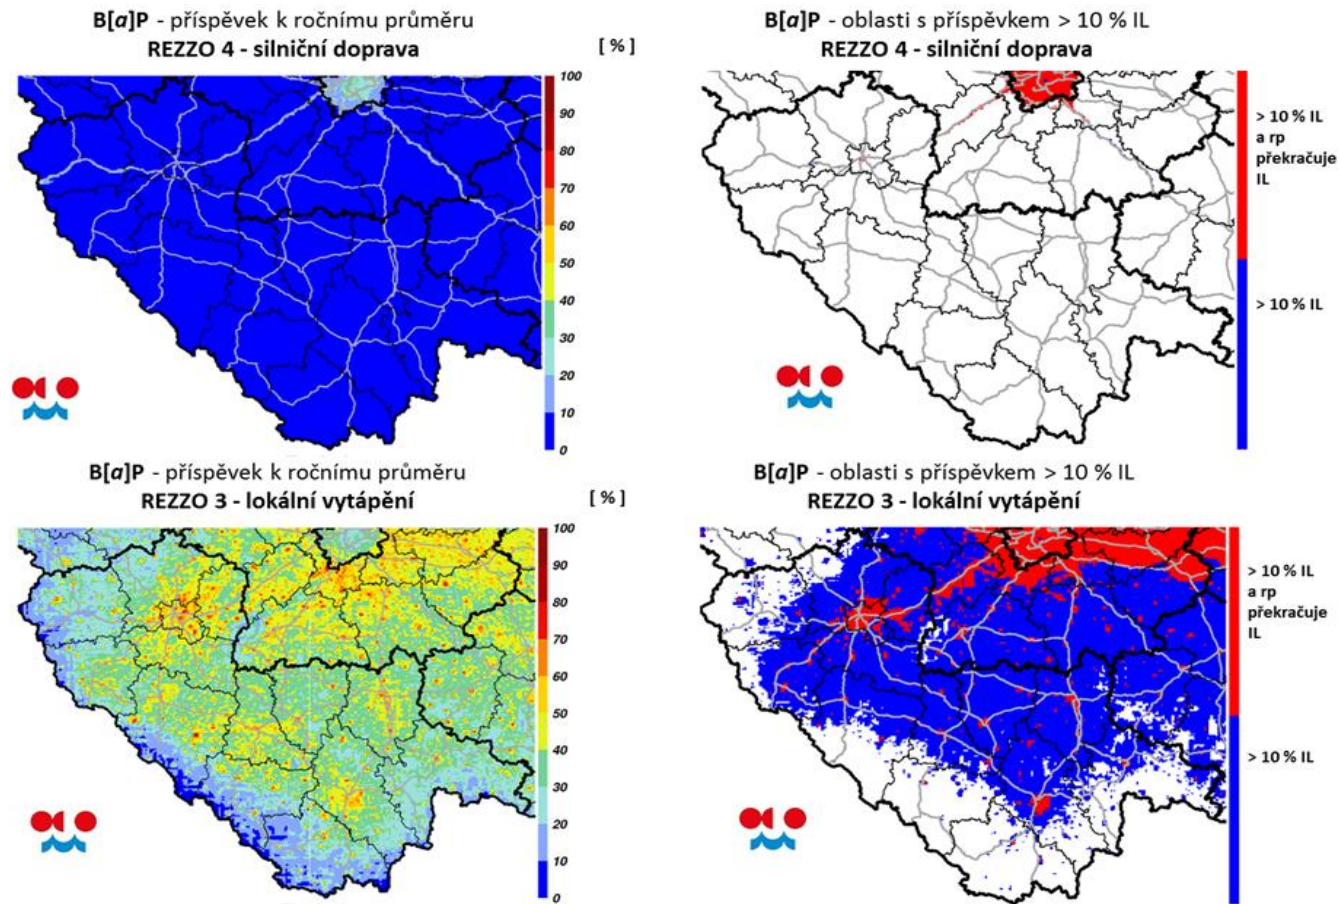 B[a]P - příspěvek k ročnímu průměru
REZZO 4 - silniční doprava
[ % ]
100
90
80
70
60
50
40
30
20
10
0
B[a]P - oblasti s příspěvkem > 10 % IL
REZZO 4 - silniční doprava
> 10 % IL
a rp
překračuje
IL
> 10 % IL
B[a]P - příspěvek k ročnímu průměru
REZZO 3 - lokální vytápění
[ % ]
100
90
80
70
60
50
40
30
20
10
0
B[a]P - oblasti s příspěvkem > 10 % IL
REZZO 3 - lokální vytápění
> 10 % IL
a rp
překračuje
IL
> 10 % IL